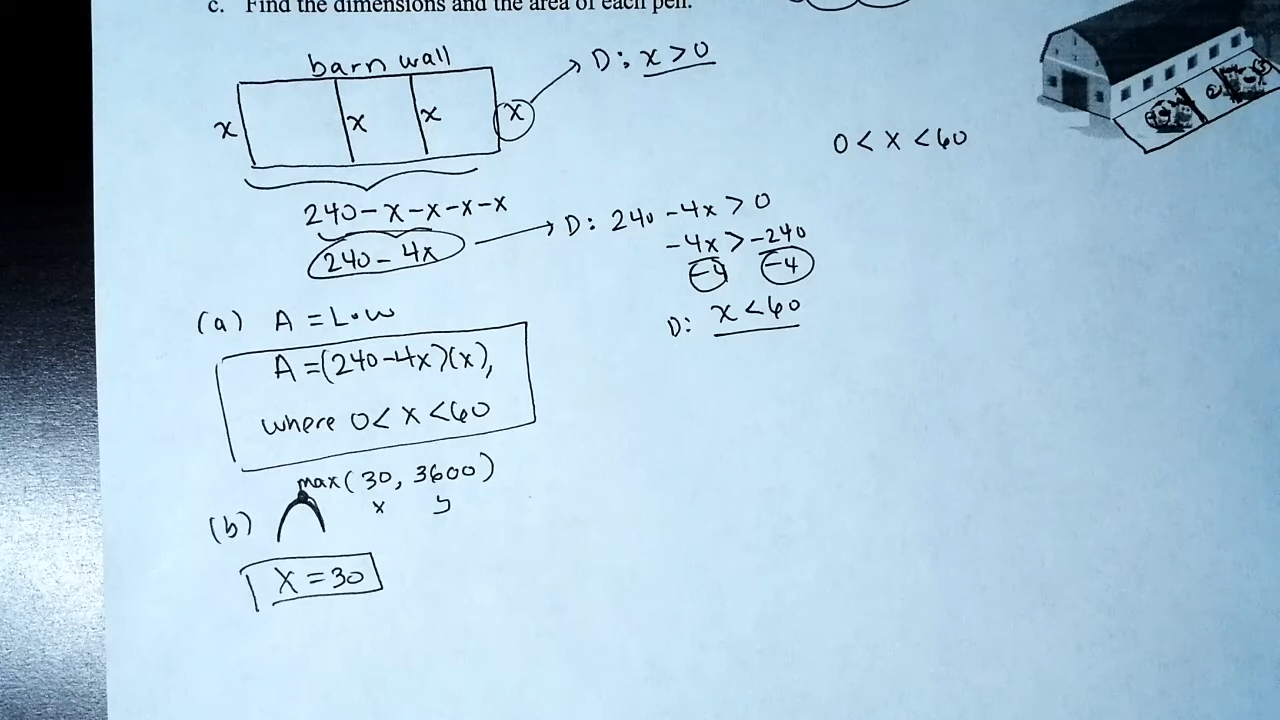 c. Find the dimensions and the area of each pen.
barn wall
x x x x
D: x > 0
0 < x < 60
240-x-x-x-x
240-4x
D: 240-4x > 0
-4x > -240
-4 -4
D: x < 60
(a) A = L•W
A=(240-4x)(x),
where 0 < x < 60
max (30, 3600)
x y
(b)
x = 30